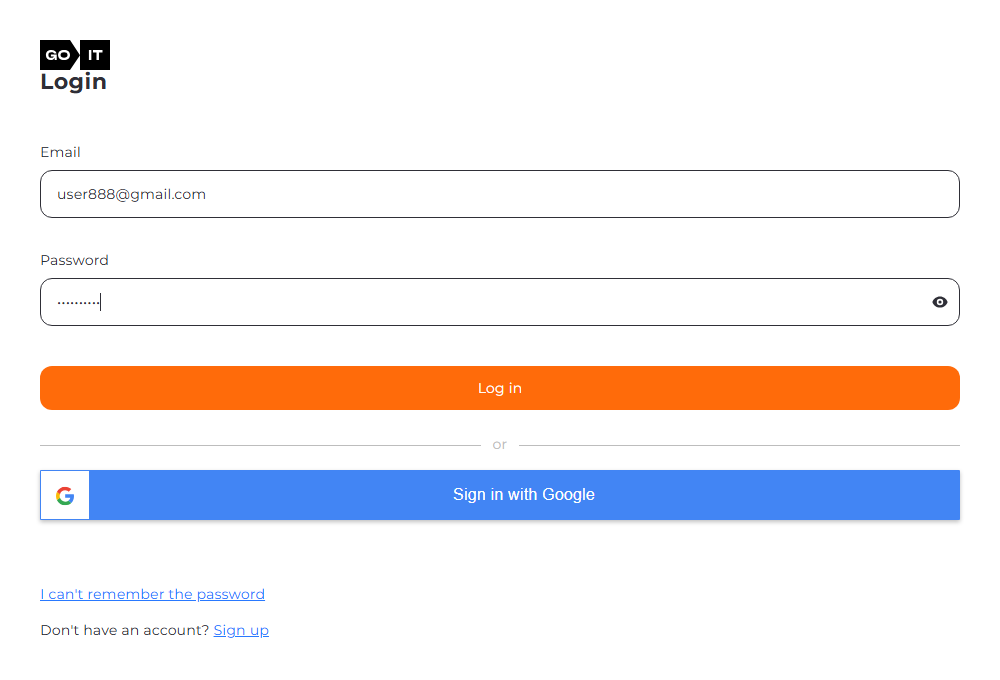 GO IT
Login
Email
user888@gmail.com
Password
••••••••••
Log in
or
Sign in with Google
I can't remember the password
Don't have an account? Sign up